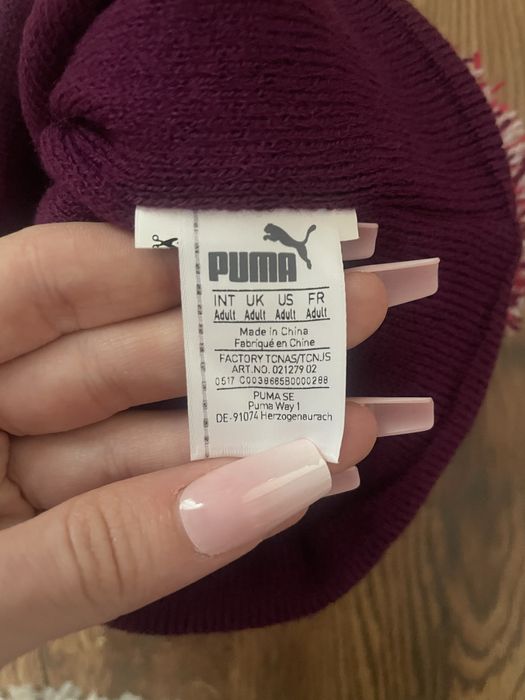 PUMA
INT UK US FR
Adult Adult Adult Adult
Made in China
Fabriqué en Chine
FACTORY TCNAS/TCNJS
ART.NO. 021279 02
0517 C0038685B0000288
PUMA SE
Puma Way 1
DE-91074 Herzogenaurach